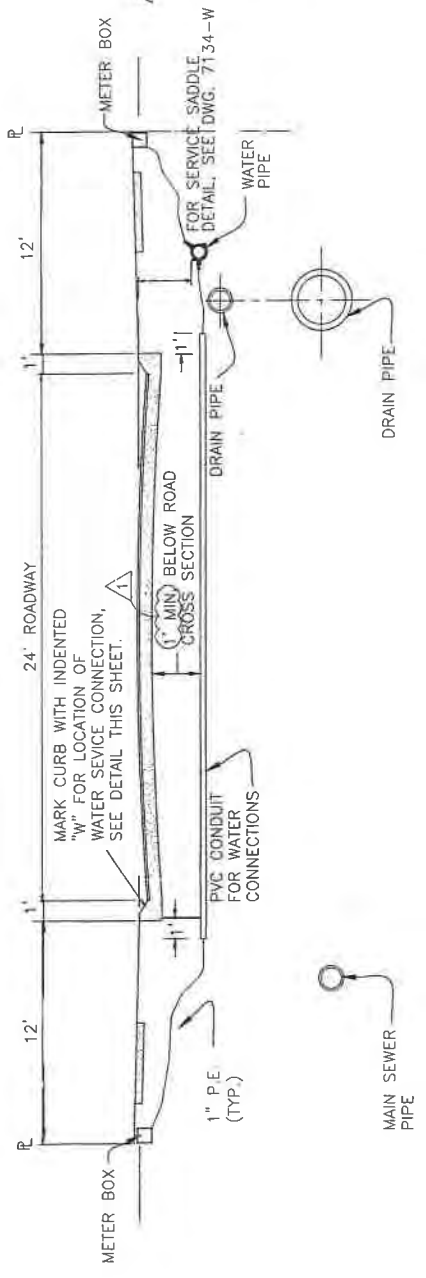 ℄
12'
1'
24' ROADWAY
1'
12'
℄
METER BOX
MARK CURB WITH INDENTED
"W" FOR LOCATION OF
WATER SEVICE CONNECTION,
SEE DETAIL THIS SHEET.
1
1' MIN. BELOW ROAD
CROSS SECTION
1'
1'
METER BOX
FOR SERVICE SADDLE
DETAIL, SEE DWG. 7134-W
WATER
PIPE
1" P.E.
(TYP.)
PVC CONDUIT
FOR WATER
CONNECTIONS
DRAIN PIPE
MAIN SEWER
PIPE
DRAIN PIPE